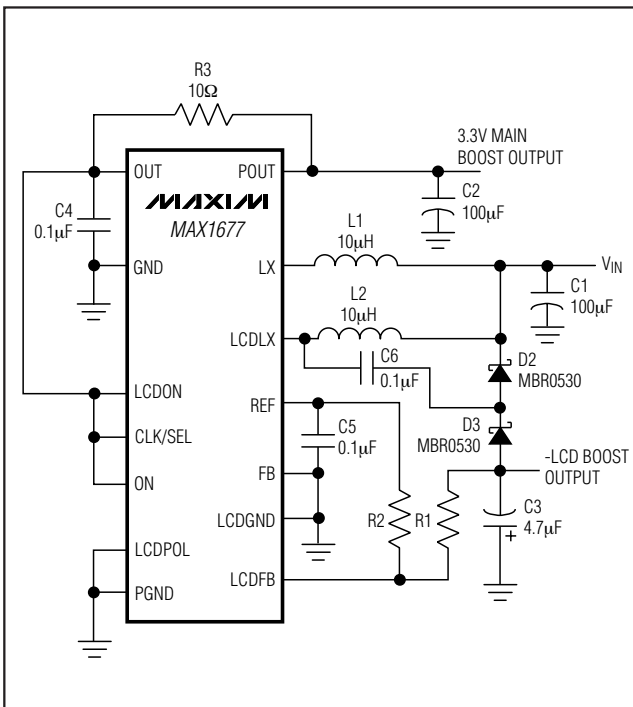 R3
10Ω
3.3V MAIN
BOOST OUTPUT
OUT
POUT
MAXIM
MAX1677
C4
0.1µF
C2
100µF
L1
10µH
GND
LX
VIN
L2
10µH
C1
100µF
LCDLX
C6
0.1µF
D2
MBR0530
LCDON
REF
CLK/SEL
C5
0.1µF
D3
MBR0530
-LCD BOOST
OUTPUT
ON
FB
R2
R1
C3
4.7µF
+
LCDGND
LCDPOL
PGND
LCDFB